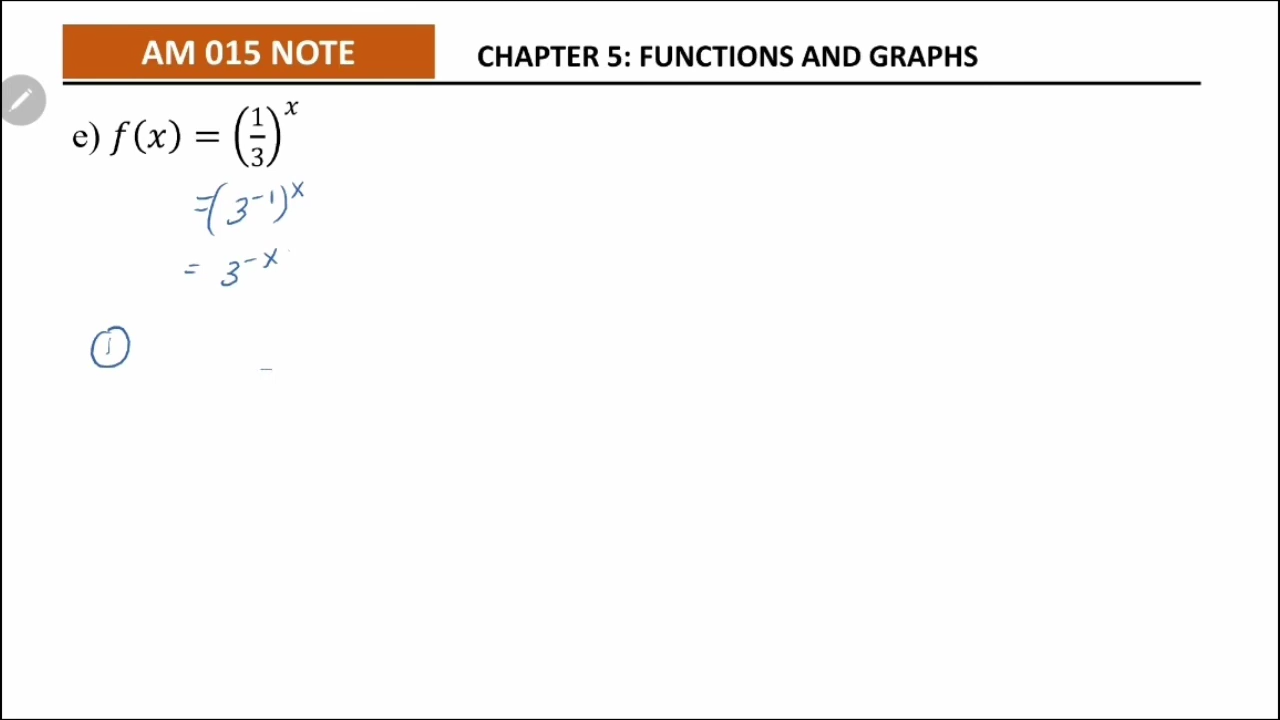 AM 015 NOTE
CHAPTER 5: FUNCTIONS AND GRAPHS
e) f(x) = (1/3)^x
=(3^-1)^x
= 3^-x
①